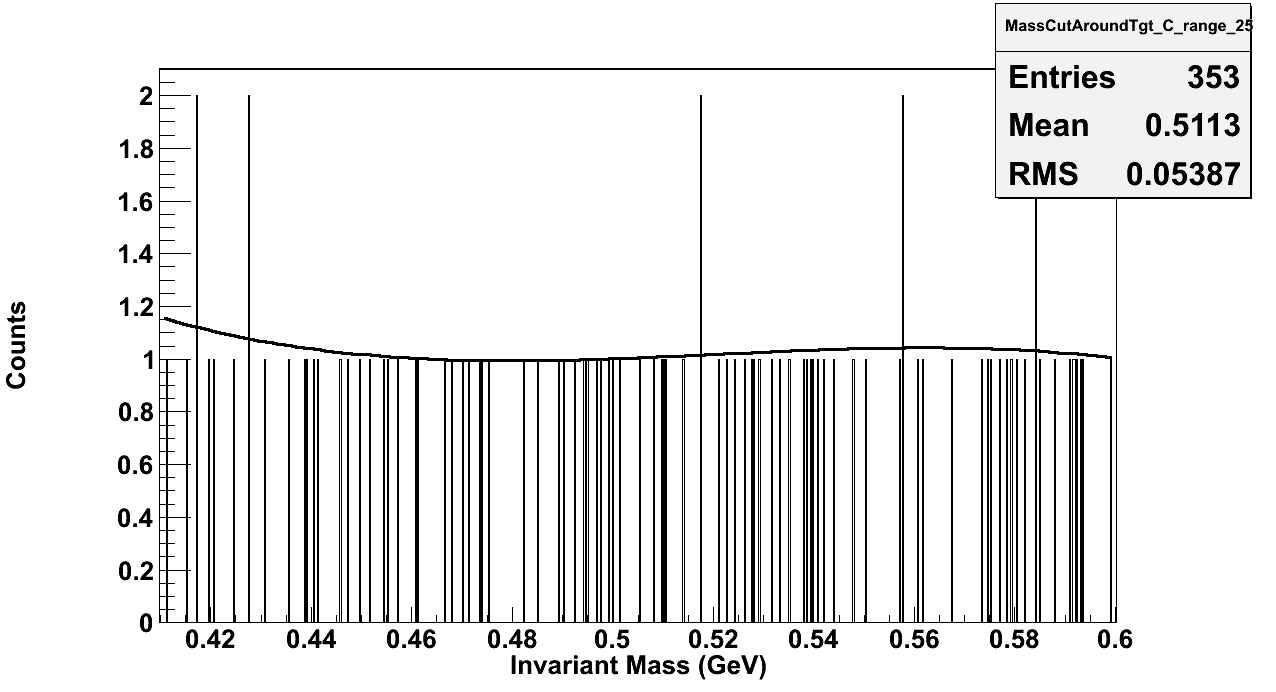 MassCutAroundTgt_C_range_25
Entries 353
Mean 0.5113
RMS 0.05387
2
1.8
1.6
1.4
1.2
1
0.8
0.6
0.4
0.2
0
Counts
0.42 0.44 0.46 0.48 0.5 0.52 0.54 0.56 0.58 0.6
Invariant Mass (GeV)